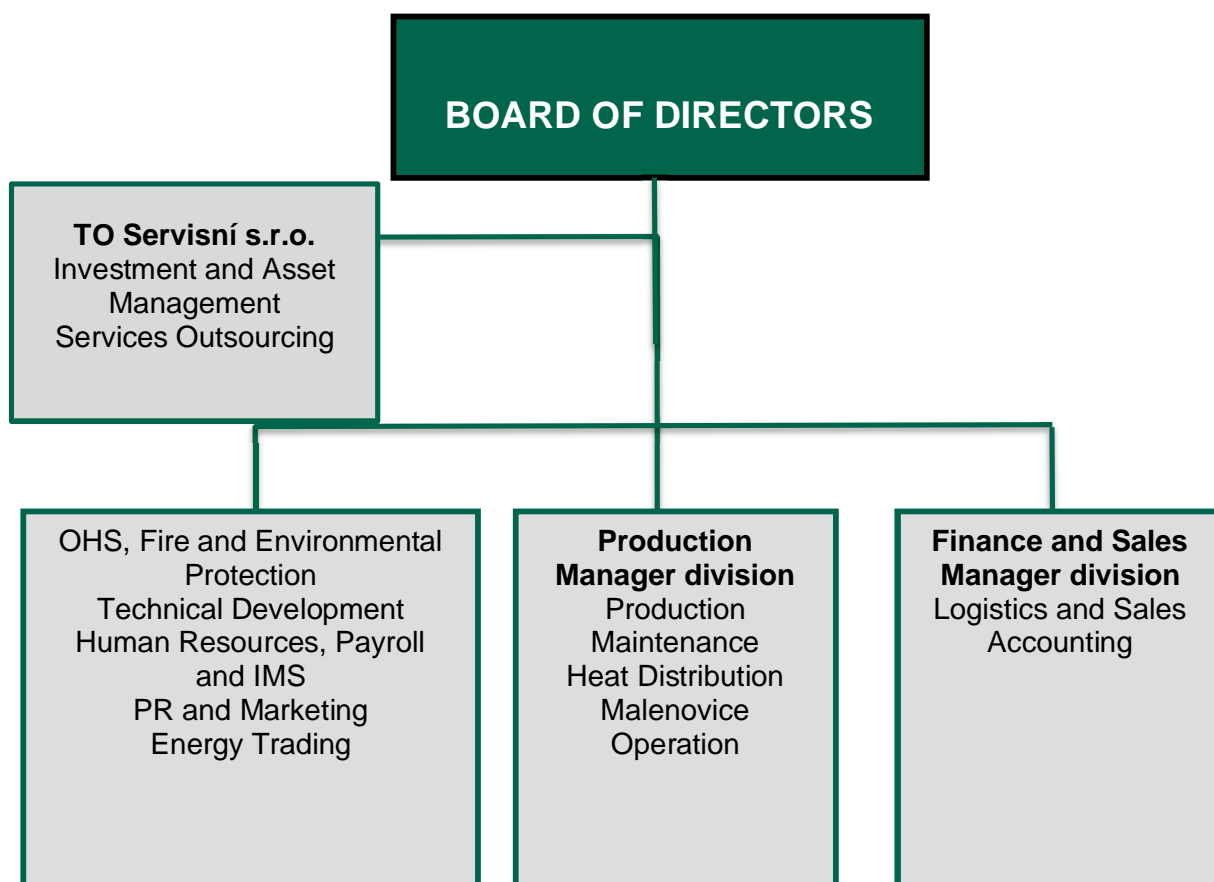 BOARD OF DIRECTORS
TO Servisní s.r.o.
Investment and Asset
Management
Services Outsourcing
OHS, Fire and Environmental
Protection
Technical Development
Human Resources, Payroll
and IMS
PR and Marketing
Energy Trading
Production
Manager division
Production
Maintenance
Heat Distribution
Malenovice
Operation
Finance and Sales
Manager division
Logistics and Sales
Accounting